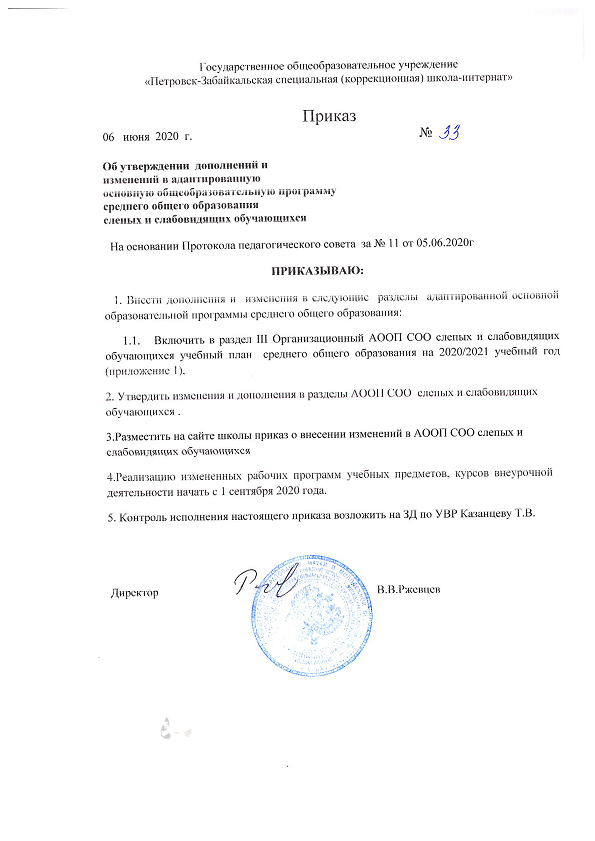 Государственное общеобразовательное учреждение
«Петровск-Забайкальская специальная (коррекционная) школа-интернат»
Приказ
06 июня 2020 г. № 33
Об утверждении дополнений и
изменений в адаптированную
основную общеобразовательную программу
среднего общего образования
слепых и слабовидящих обучающихся
На основании Протокола педагогического совета за № 11 от 05.06.2020г
ПРИКАЗЫВАЮ:
1. Внести дополнения и изменения в следующие разделы адаптированной основной
образовательной программы среднего общего образования:
1.1. Включить в раздел III Организационный АООП СОО слепых и слабовидящих
обучающихся учебный план среднего общего образования на 2020/2021 учебный год
(приложение 1).
2. Утвердить изменения и дополнения в разделы АООП СОО слепых и слабовидящих
обучающихся .
3.Разместить на сайте школы приказ о внесении изменений в АООП СОО слепых и
слабовидящих обучающихся
4.Реализацию измененных рабочих программ учебных предметов, курсов внеурочной
деятельности начать с 1 сентября 2020 года.
5. Контроль исполнения настоящего приказа возложить на ЗД по УВР Казанцеву Т.В.
Директор В.В.Ржевцев